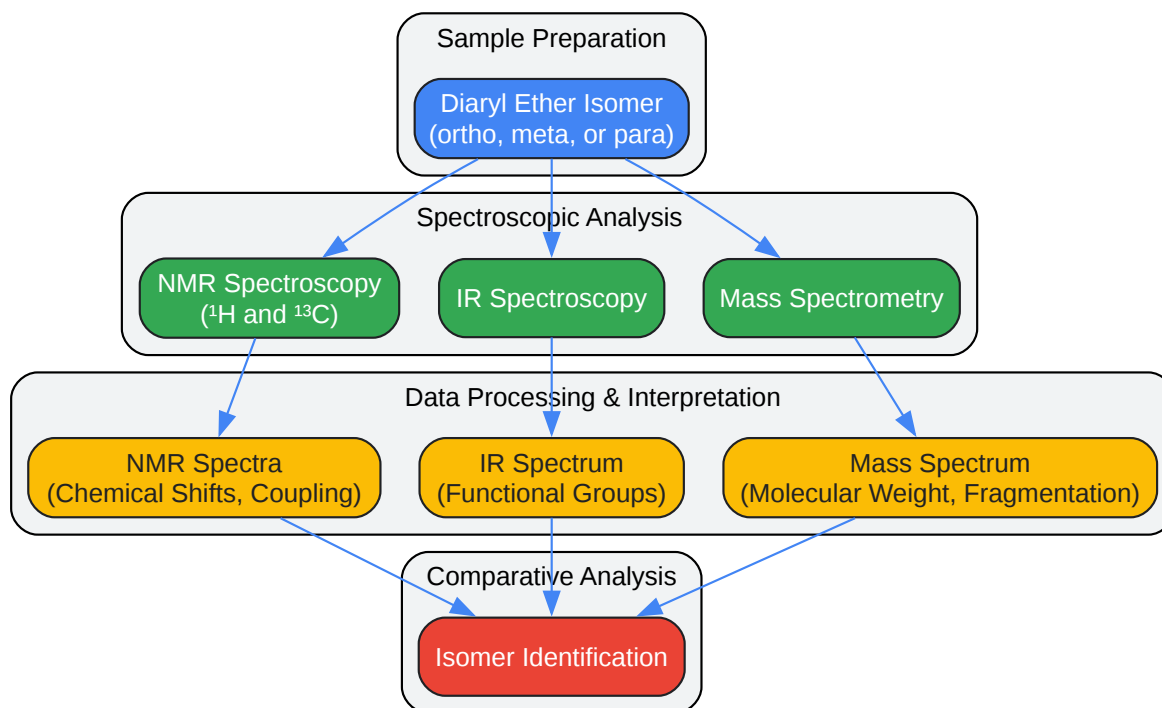 Sample Preparation
Diaryl Ether Isomer
(ortho, meta, or para)
Spectroscopic Analysis
NMR Spectroscopy
(¹H and ¹³C)
IR Spectroscopy
Mass Spectrometry
Data Processing & Interpretation
NMR Spectra
(Chemical Shifts, Coupling)
IR Spectrum
(Functional Groups)
Mass Spectrum
(Molecular Weight, Fragmentation)
Comparative Analysis
Isomer Identification